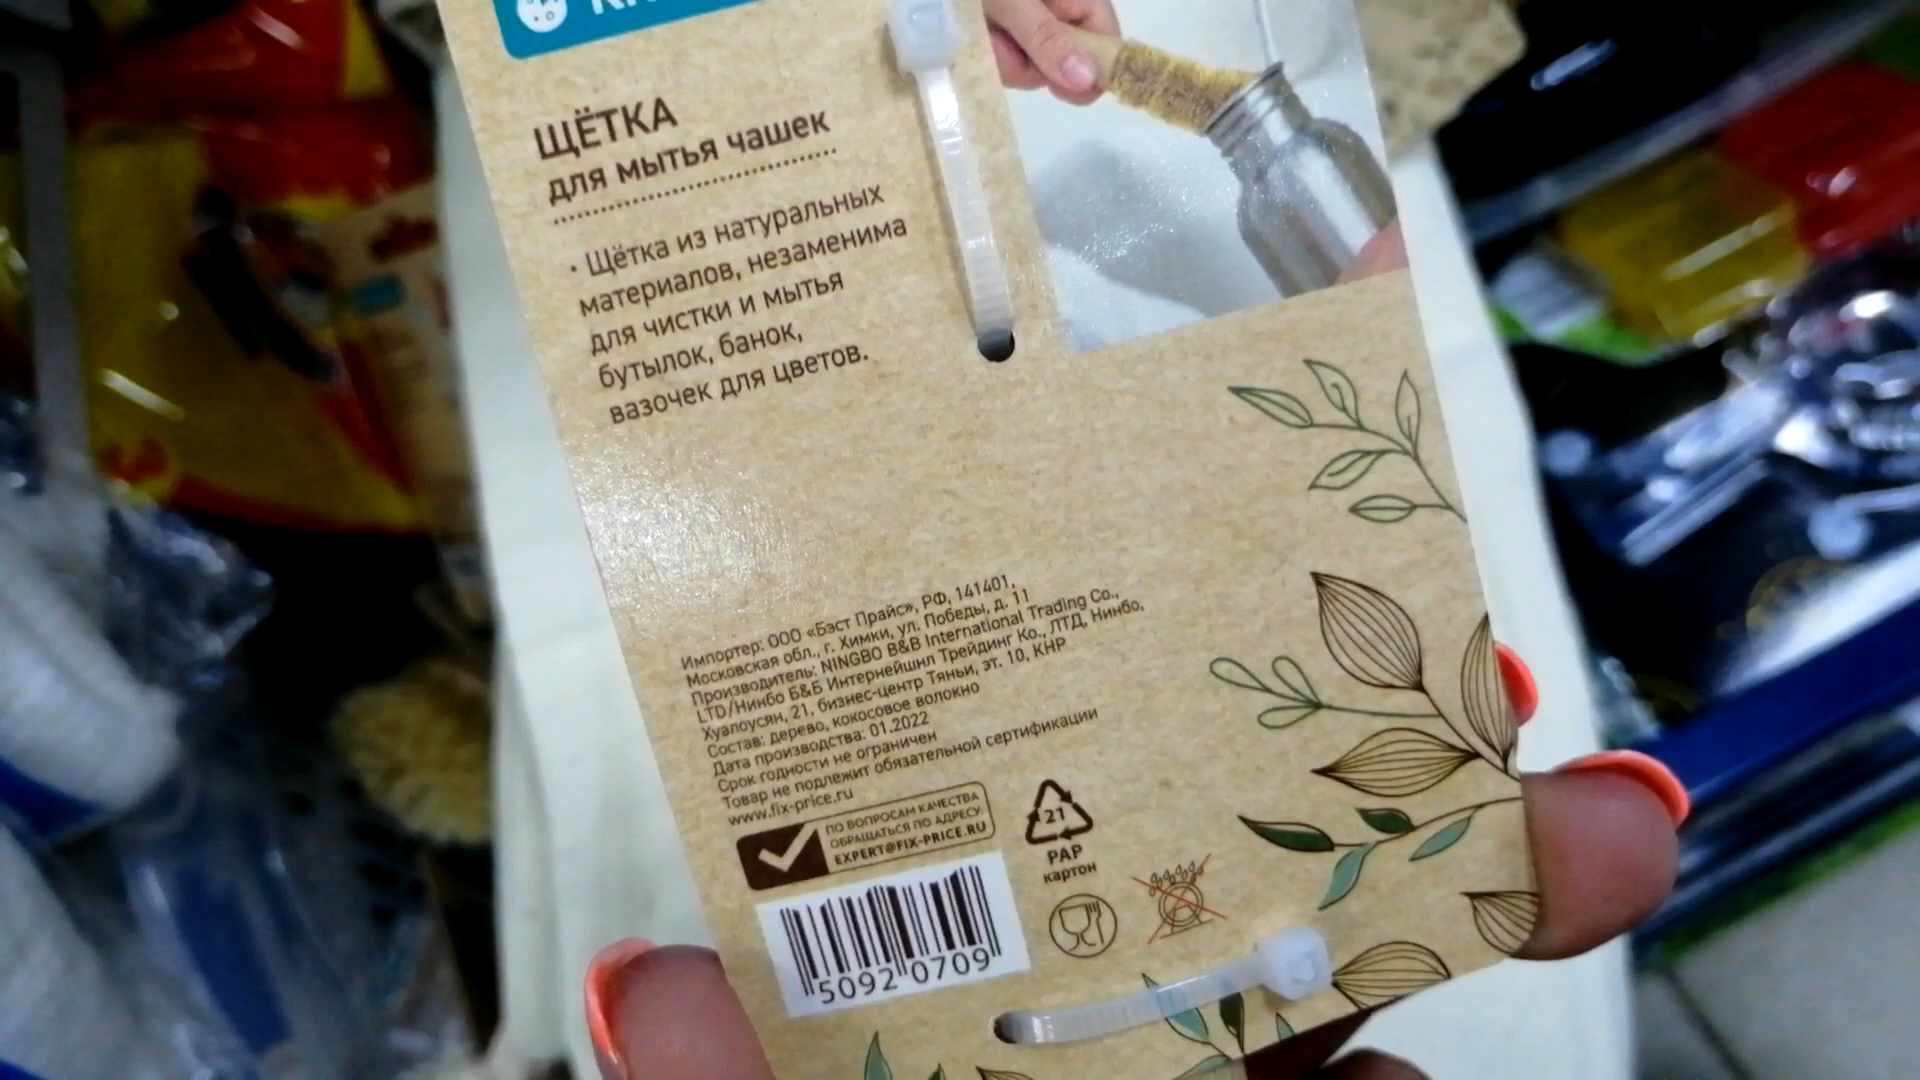 ЩЁТКА
для мытья чашек
· Щётка из натуральных
материалов, незаменима
для чистки и мытья
бутылок, банок,
вазочек для цветов.
Импортер: ООО «Бэст Прайс», РФ, 141401,
Московская обл., г. Химки, ул. Победы, д. 11
Производитель: NINGBO B&B International Trading Co.,
LTD/Нинбо Б&Б Интернейшнл Трейдинг Ко., ЛТД, Нинбо,
Хуалоусян, 21, бизнес-центр Тяньи, эт. 10, КНР
Состав: дерево, кокосовое волокно
Дата производства: 01.2022
Срок годности не ограничен
Товар не подлежит обязательной сертификации
www.fix-price.ru
ПО ВОПРОСАМ КАЧЕСТВА
ОБРАЩАТЬСЯ ПО АДРЕСУ:
EXPERT@FIX-PRICE.RU
21
PAP
картон
5092 0709